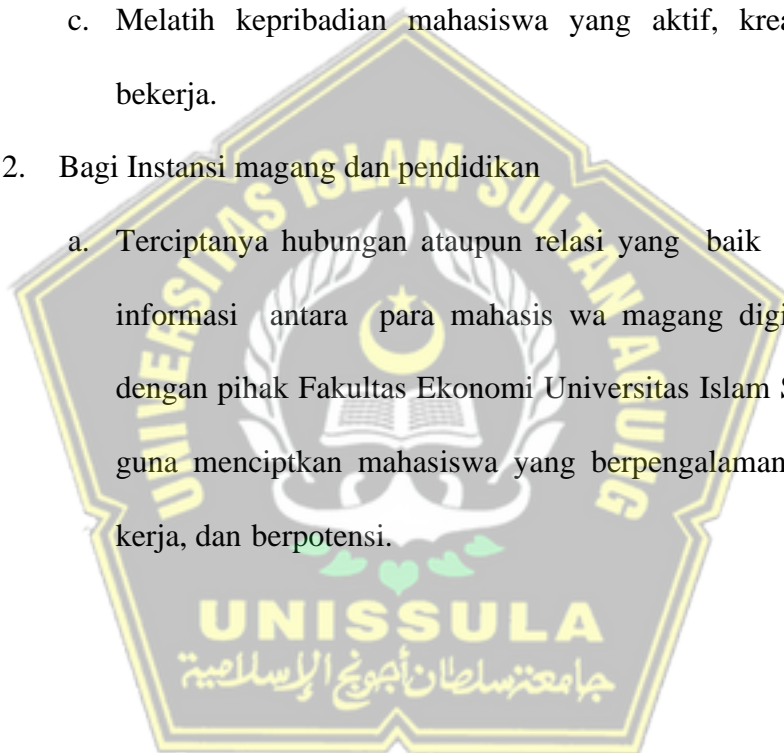 c. Melatih kepribadian mahasiswa yang aktif,
bekerja.
2. Bagi Instansi magang dan pendidikan
a. Terciptanya hubungan ataupun relasi yang baik
informasi antara para mahasis wa magang
dengan pihak Fakultas Ekonomi Universitas Islam
guna menciptkan mahasiswa yang berpengalaman
kerja, dan berpotensi.
UNIVERSITAS ISLAM SULTAN AGUNG
UNISSULA
جامعة سلطان أجونج الإسلامية